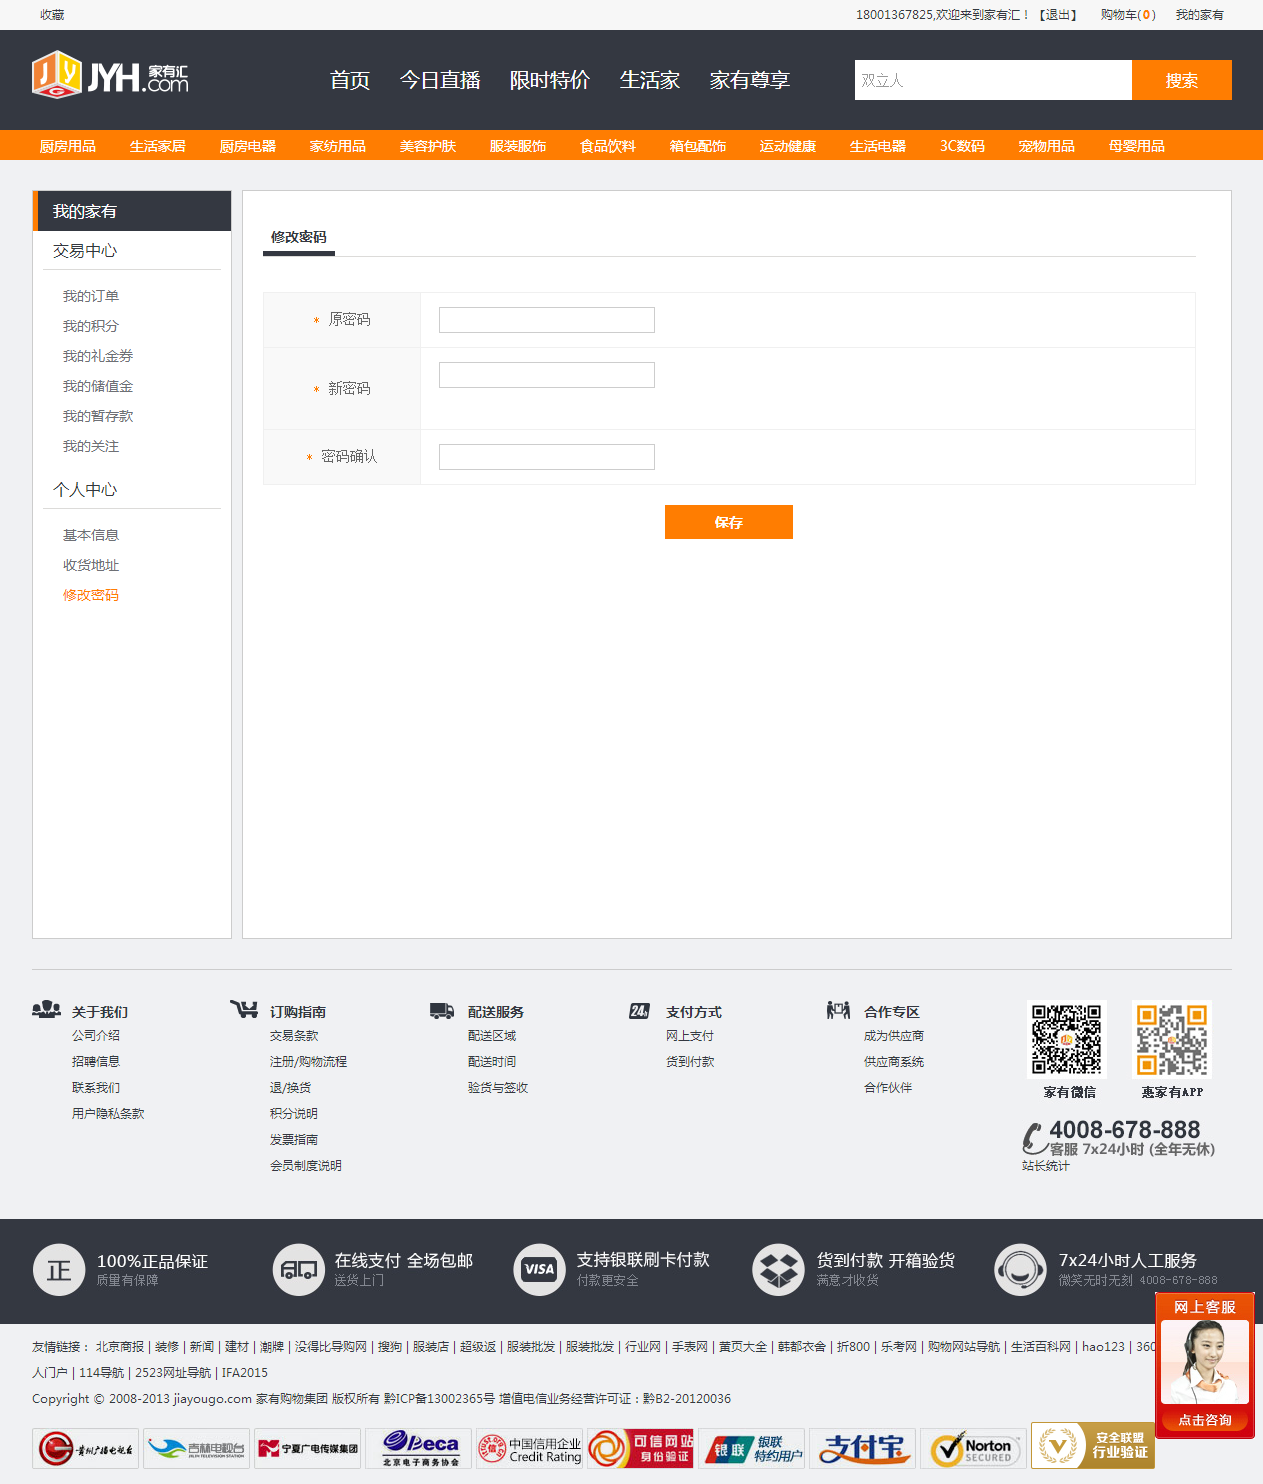 收藏
18001367825,欢迎来到家有汇！【退出】 购物车(0) 我的家有
JYH.com 家有汇
首页 今日直播 限时特价 生活家 家有尊享
双立人 搜索
厨房用品 生活家居 厨房电器 家纺用品 美容护肤 服装服饰 食品饮料 箱包配饰 运动健康 生活电器 3C数码 宠物用品 母婴用品
我的家有
交易中心
我的订单
我的积分
我的礼金券
我的储值金
我的暂存款
我的关注
个人中心
基本信息
收货地址
修改密码
修改密码
* 原密码
* 新密码
* 密码确认
保存
关于我们
公司介绍
招聘信息
联系我们
用户隐私条款
订购指南
交易条款
注册/购物流程
退/换货
积分说明
发票指南
会员制度说明
配送服务
配送区域
配送时间
验货与签收
24h
支付方式
网上支付
货到付款
合作专区
成为供应商
供应商系统
合作伙伴
家有微信 惠家有APP
4008-678-888
客服 7x24小时 (全年无休)
站长统计
正 100%正品保证
质量有保障
在线支付 全场包邮
送货上门
VISA 支持银联刷卡付款
付款更安全
货到付款 开箱验货
满意才收货
7x24小时人工服务
微笑无时无刻 4008-678-888
网上客服
点击咨询
友情链接： 北京商报 | 装修 | 新闻 | 建材 | 潮牌 | 没得比导购网 | 搜狗 | 服装店 | 超级返 | 服装批发 | 服装批发 | 行业网 | 手表网 | 黄页大全 | 韩都衣舍 | 折800 | 乐考网 | 购物网站导航 | 生活百科网 | hao123 | 360
人门户 | 114导航 | 2523网址导航 | IFA2015
Copyright © 2008-2013 jiayougo.com 家有购物集团 版权所有 黔ICP备13002365号 增值电信业务经营许可证：黔B2-20120036
贵州广播电视台
吉林电视台
JILIN TELEVISION STATION
宁夏广电传媒集团
Beca
北京电子商务协会
中国信用企业
Credit Rating
可信网站
身份验证
银联 银联
特约用户
支付宝
Norton
SECURED
安全联盟
行业验证